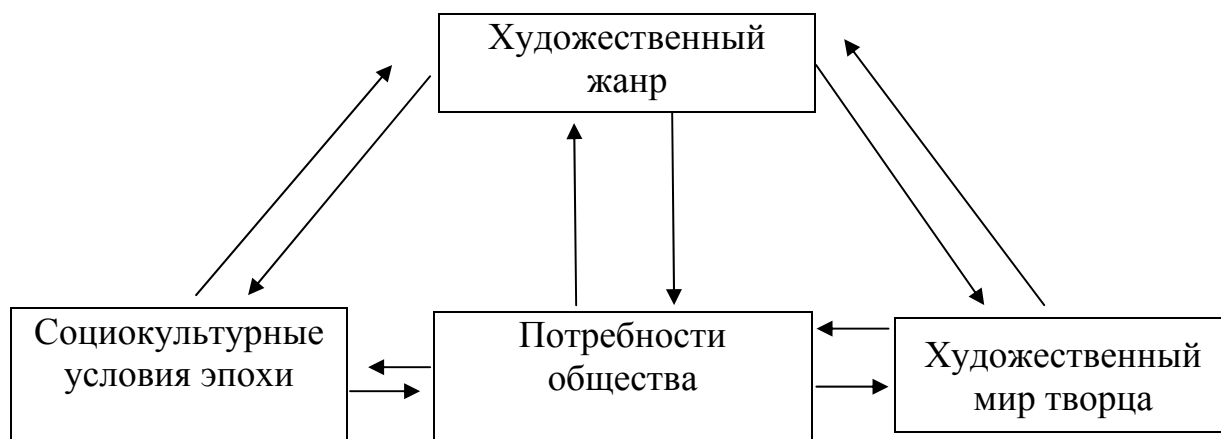 Художественный
жанр
Социокультурные
условия эпохи
Потребности
общества
Художественный
мир творца